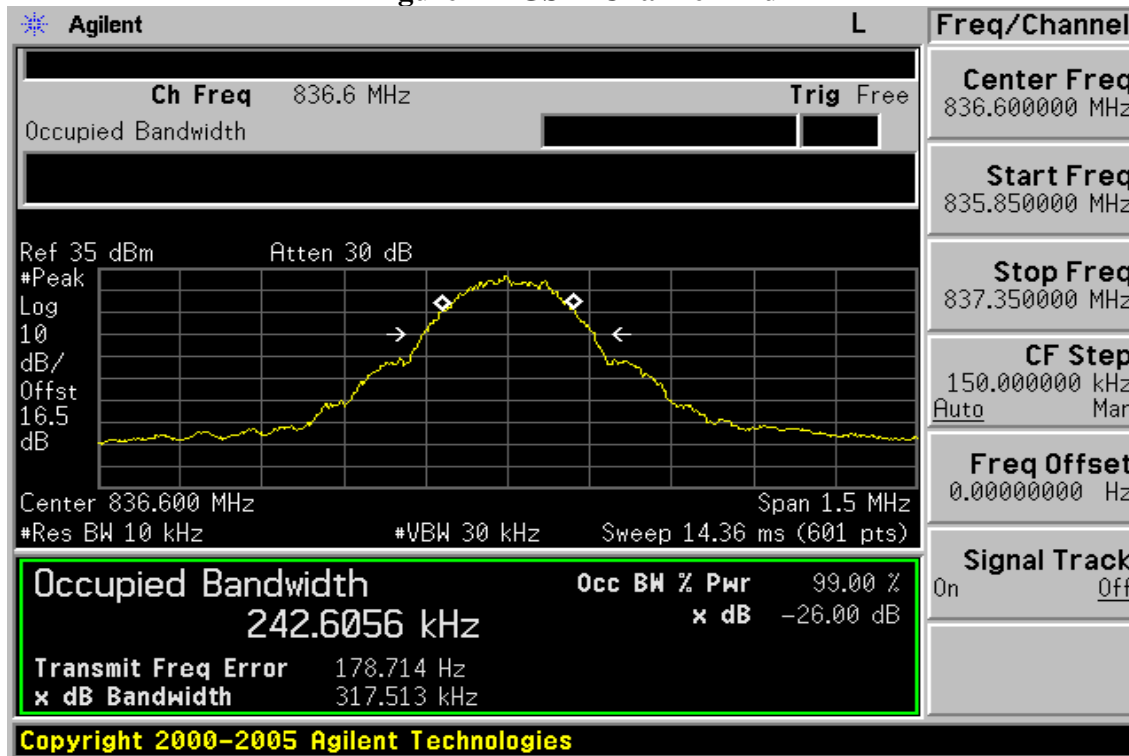 Agilent L
Freq/Channel
Ch Freq 836.6 MHz Trig Free
Occupied Bandwidth
Center Freq
836.600000 MHz
Start Freq
835.850000 MHz
Stop Freq
837.350000 MHz
CF Step
150.000000 kHz
Auto Man
Freq Offset
0.00000000 Hz
Signal Track
On Off
Ref 35 dBm Atten 30 dB
#Peak
Log
10
dB/
Offst
16.5
dB
Center 836.600 MHz Span 1.5 MHz
#Res BW 10 kHz #VBW 30 kHz Sweep 14.36 ms (601 pts)
Occupied Bandwidth Occ BW % Pwr 99.00 %
242.6056 kHz x dB -26.00 dB
Transmit Freq Error 178.714 Hz
x dB Bandwidth 317.513 kHz
Copyright 2000-2005 Agilent Technologies